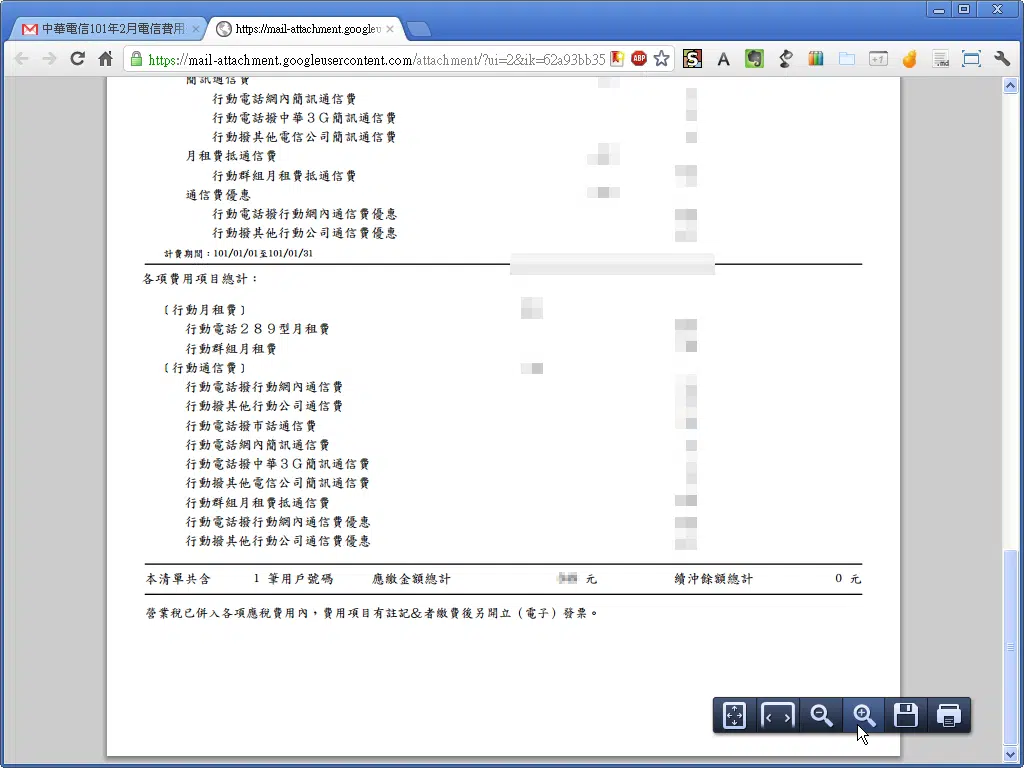 中華電信101年2月電信費用
https://mail-attachment.googleu
https://mail-attachment.googleusercontent.com/attachment/?ui=2&ik=62a93bb35
簡訊通信費
行動電話網內簡訊通信費
行動電話撥中華３Ｇ簡訊通信費
行動撥其他電信公司簡訊通信費
月租費抵通信費
行動群組月租費抵通信費
通信費優惠
行動電話撥行動網內通信費優惠
行動撥其他行動公司通信費優惠
計費期間：101/01/01至101/01/31
各項費用項目總計：
〔行動月租費〕
行動電話２８９型月租費
行動群組月租費
〔行動通信費〕
行動電話撥行動網內通信費
行動撥其他行動公司通信費
行動電話撥市話通信費
行動電話網內簡訊通信費
行動電話撥中華３Ｇ簡訊通信費
行動撥其他電信公司簡訊通信費
行動群組月租費抵通信費
行動電話撥行動網內通信費優惠
行動撥其他行動公司通信費優惠
本清單共含 1 筆用戶號碼 應繳金額總計 元 續沖餘額總計 0 元
營業稅已併入各項應稅費用內，費用項目有註記&者繳費後另開立（電子）發票。